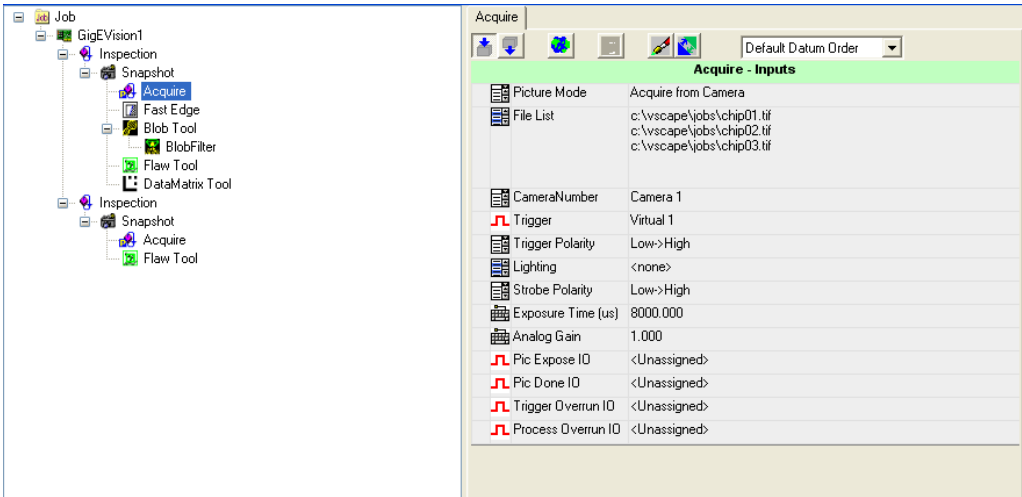 Job
GigEVision1
Inspection
Snapshot
Acquire
Fast Edge
Blob Tool
BlobFilter
Flaw Tool
DataMatrix Tool
Inspection
Snapshot
Acquire
Flaw Tool
Acquire
Default Datum Order
Acquire - Inputs
Picture Mode Acquire from Camera
File List c:\vscape\jobs\chip01.tif
c:\vscape\jobs\chip02.tif
c:\vscape\jobs\chip03.tif
CameraNumber Camera 1
Trigger Virtual 1
Trigger Polarity Low->High
Lighting <none>
Strobe Polarity Low->High
Exposure Time (us) 8000.000
Analog Gain 1.000
Pic Expose IO <Unassigned>
Pic Done IO <Unassigned>
Trigger Overrun IO <Unassigned>
Process Overrun IO <Unassigned>